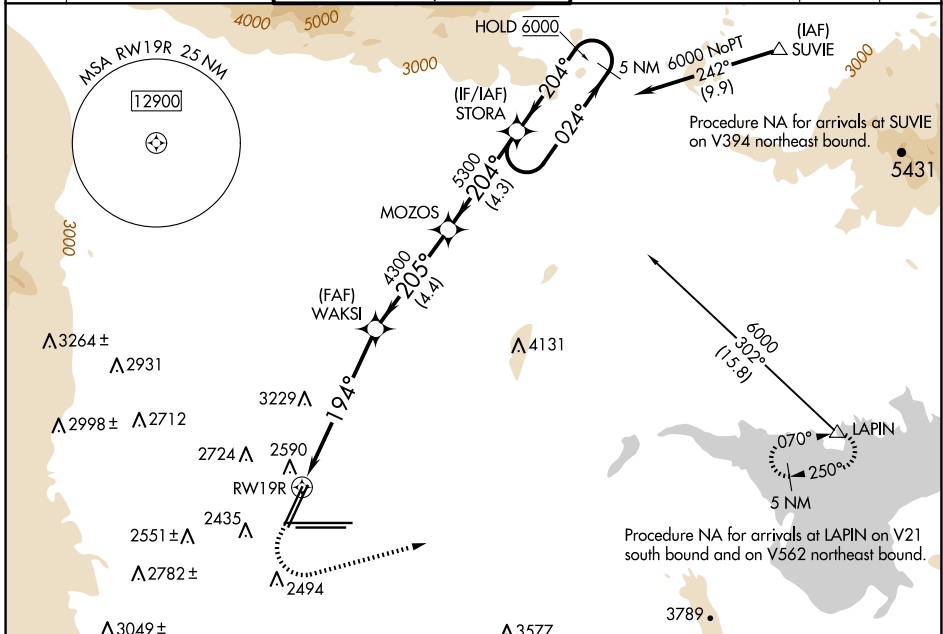 4000
5000
HOLD 6000
3000
MSA RW19R 25 NM
12900
5 NM
6000 NoPT
242°
(9.9)
(IAF)
SUVIE
3000
204°
024°
(IF/IAF)
STORA
Procedure NA for arrivals at SUVIE
on V394 northeast bound.
5431
5300
204°
(4.3)
MOZOS
3000
4300
205°
(4.4)
(FAF)
WAKSI
6000
302°
(15.8)
3264 ±
2931
4131
194°
3229
2998 ±
2712
LAPIN
070°
250°
5 NM
2724
2590
RW19R
2435
2551 ±
Procedure NA for arrivals at LAPIN on V21
south bound and on V562 northeast bound.
2782 ±
2494
3789
3049 ±
3577